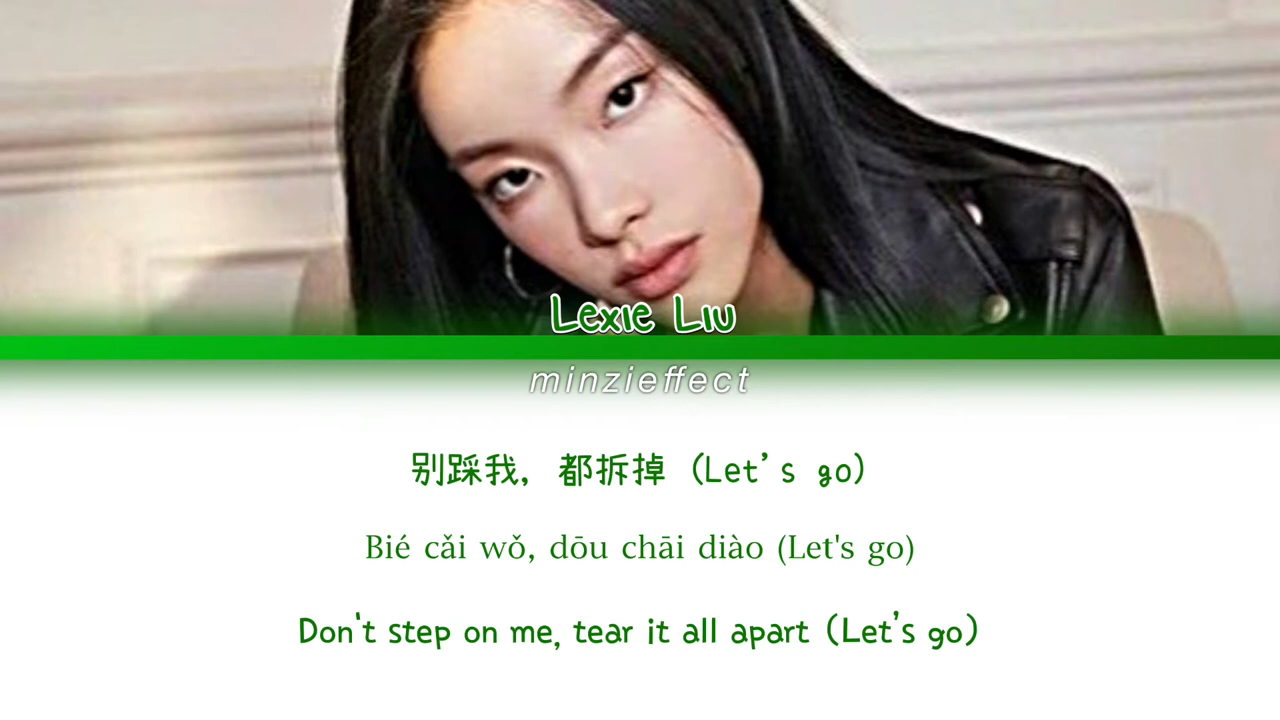 Lexie Liu
minzieffect
别踩我，都拆掉 (Let's go)
Bié cǎi wǒ, dōu chāi diào (Let's go)
Don't step on me, tear it all apart (Let's go)